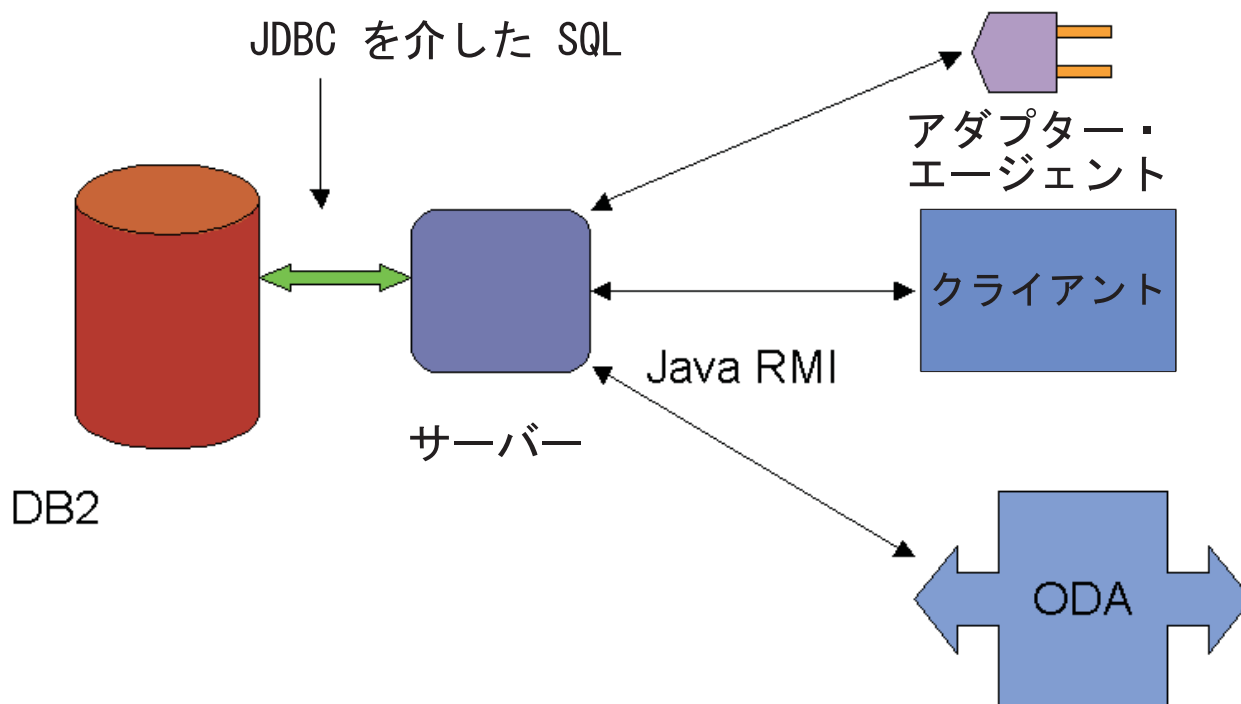 JDBC を介した SQL
アダプター・
エージェント
クライアント
Java RMI
サーバー
DB2
ODA